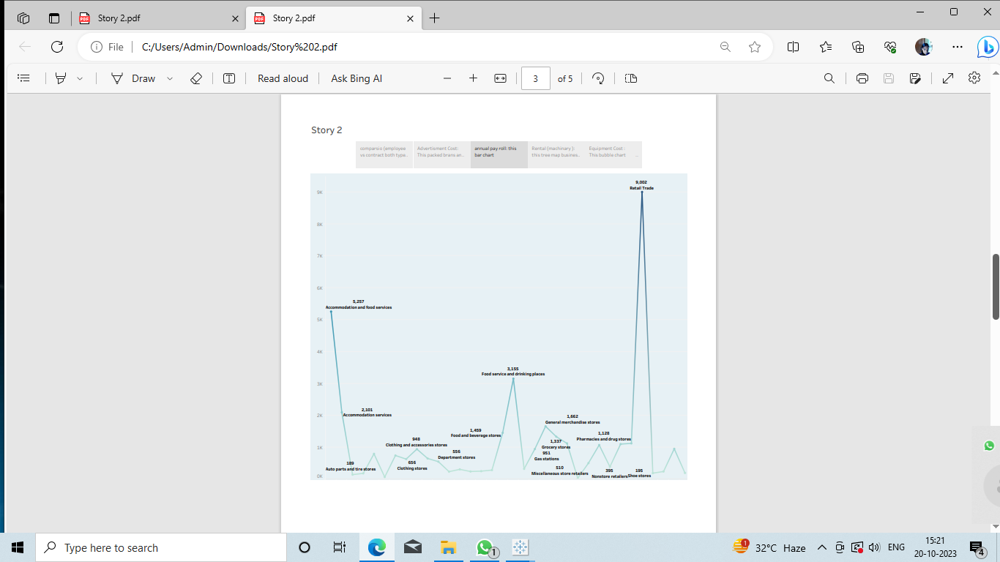 Story 2.pdf
Story 2.pdf
File
C:/Users/Admin/Downloads/Story%202.pdf
Draw
Read aloud
Ask Bing AI
3
of 5
Story 2
comparsio (employee
vs contract both type..
Advertisment Cost:
This packed brans an..
annual pay roll: this
bar chart
Rental (machinary ):
this tree map busines..
Equipment Cost :
This bubble chart
...
9K
8K
7K
6K
5K
4K
3K
2K
1K
0K
9,002
Retail Trade
5,257
Accommodation and food services
3,155
Food service and drinking places
2,101
Accommodation services
1,662
General merchandise stores
1,459
Food and beverage stores
1,128
Pharmacies and drug stores
948
Clothing and accessories stores
1,337
Grocery stores
556
Department stores
951
Gas stations
189
Auto parts and tire stores
656
Clothing stores
510
Miscellaneous store retailers
395
Nonstore retailers
195
Shoe stores
Type here to search
1
1
32°C Haze
ENG
15:21
20-10-2023
4